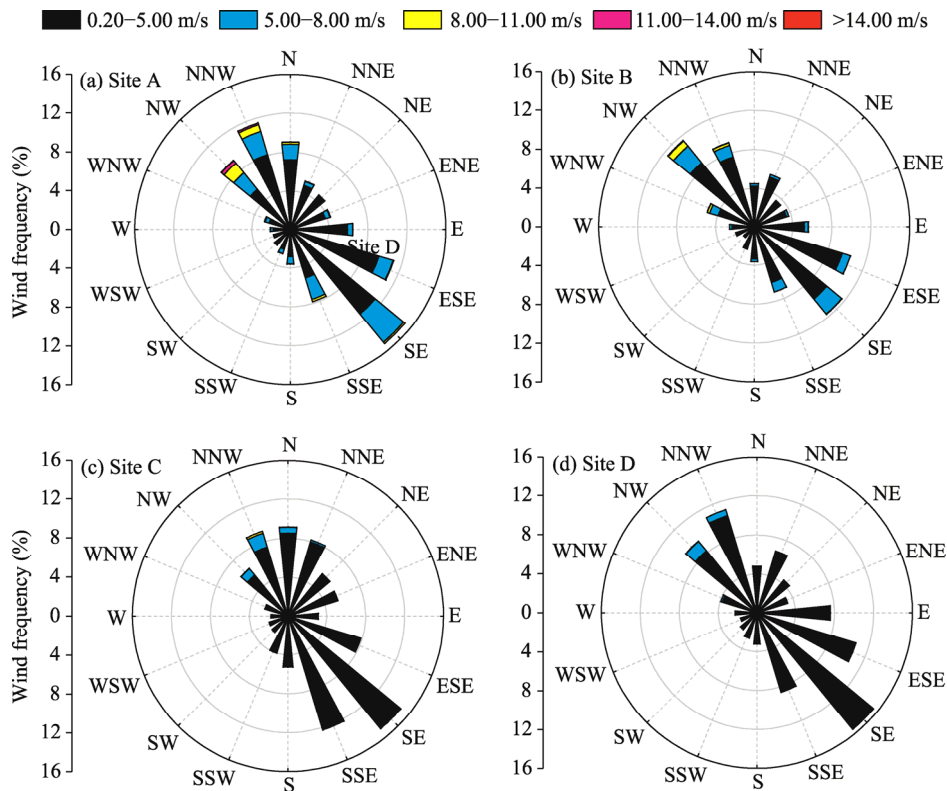 0.20−5.00 m/s 5.00−8.00 m/s 8.00−11.00 m/s 11.00−14.00 m/s >14.00 m/s
(a) Site A
Wind frequency (%)
16
12
8
4
0
4
8
12
16
N
NNE
NE
ENE
E
ESE
SE
SSE
S
SSW
SW
WSW
W
WNW
NW
NNW
Site D
(b) Site B
16
12
8
4
0
4
8
12
16
N
NNE
NE
ENE
E
ESE
SE
SSE
S
SSW
SW
WSW
W
WNW
NW
NNW
(c) Site C
Wind frequency (%)
16
12
8
4
0
4
8
12
16
N
NNE
NE
ENE
E
ESE
SE
SSE
S
SSW
SW
WSW
W
WNW
NW
NNW
(d) Site D
16
12
8
4
0
4
8
12
16
N
NNE
NE
ENE
E
ESE
SE
SSE
S
SSW
SW
WSW
W
WNW
NW
NNW